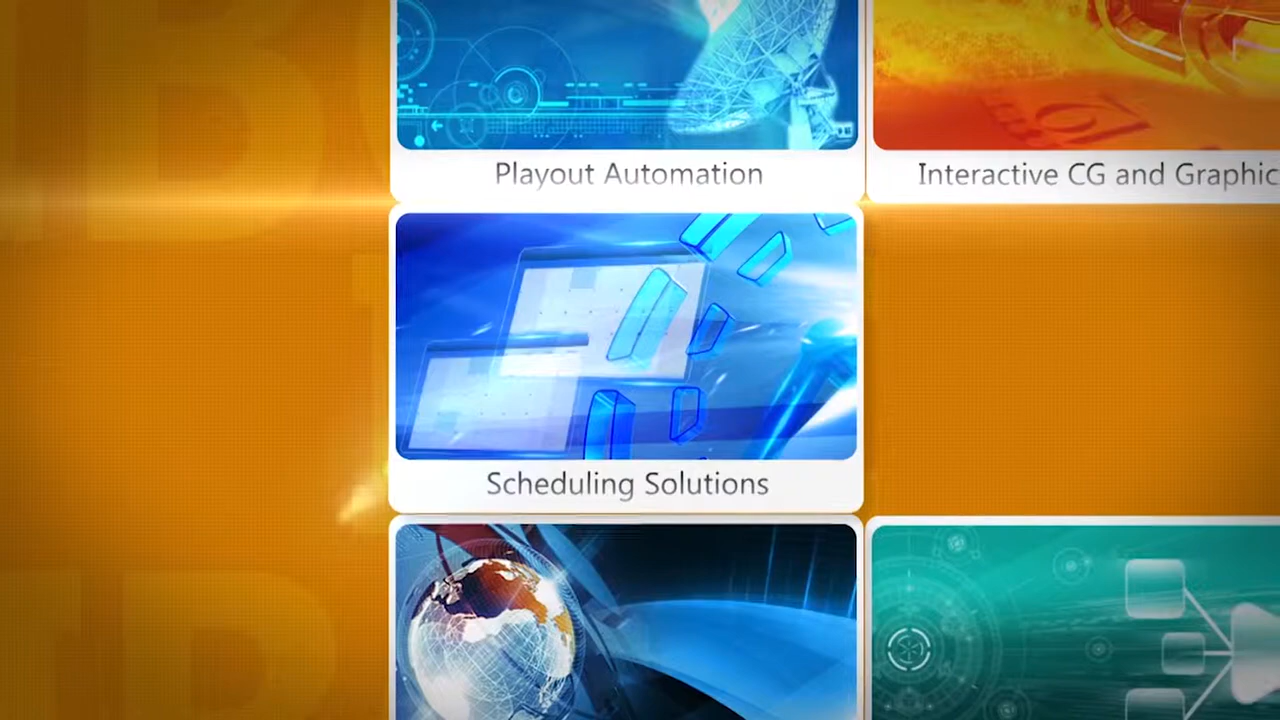 Playout Automation
Interactive CG and Graphic
Scheduling Solutions